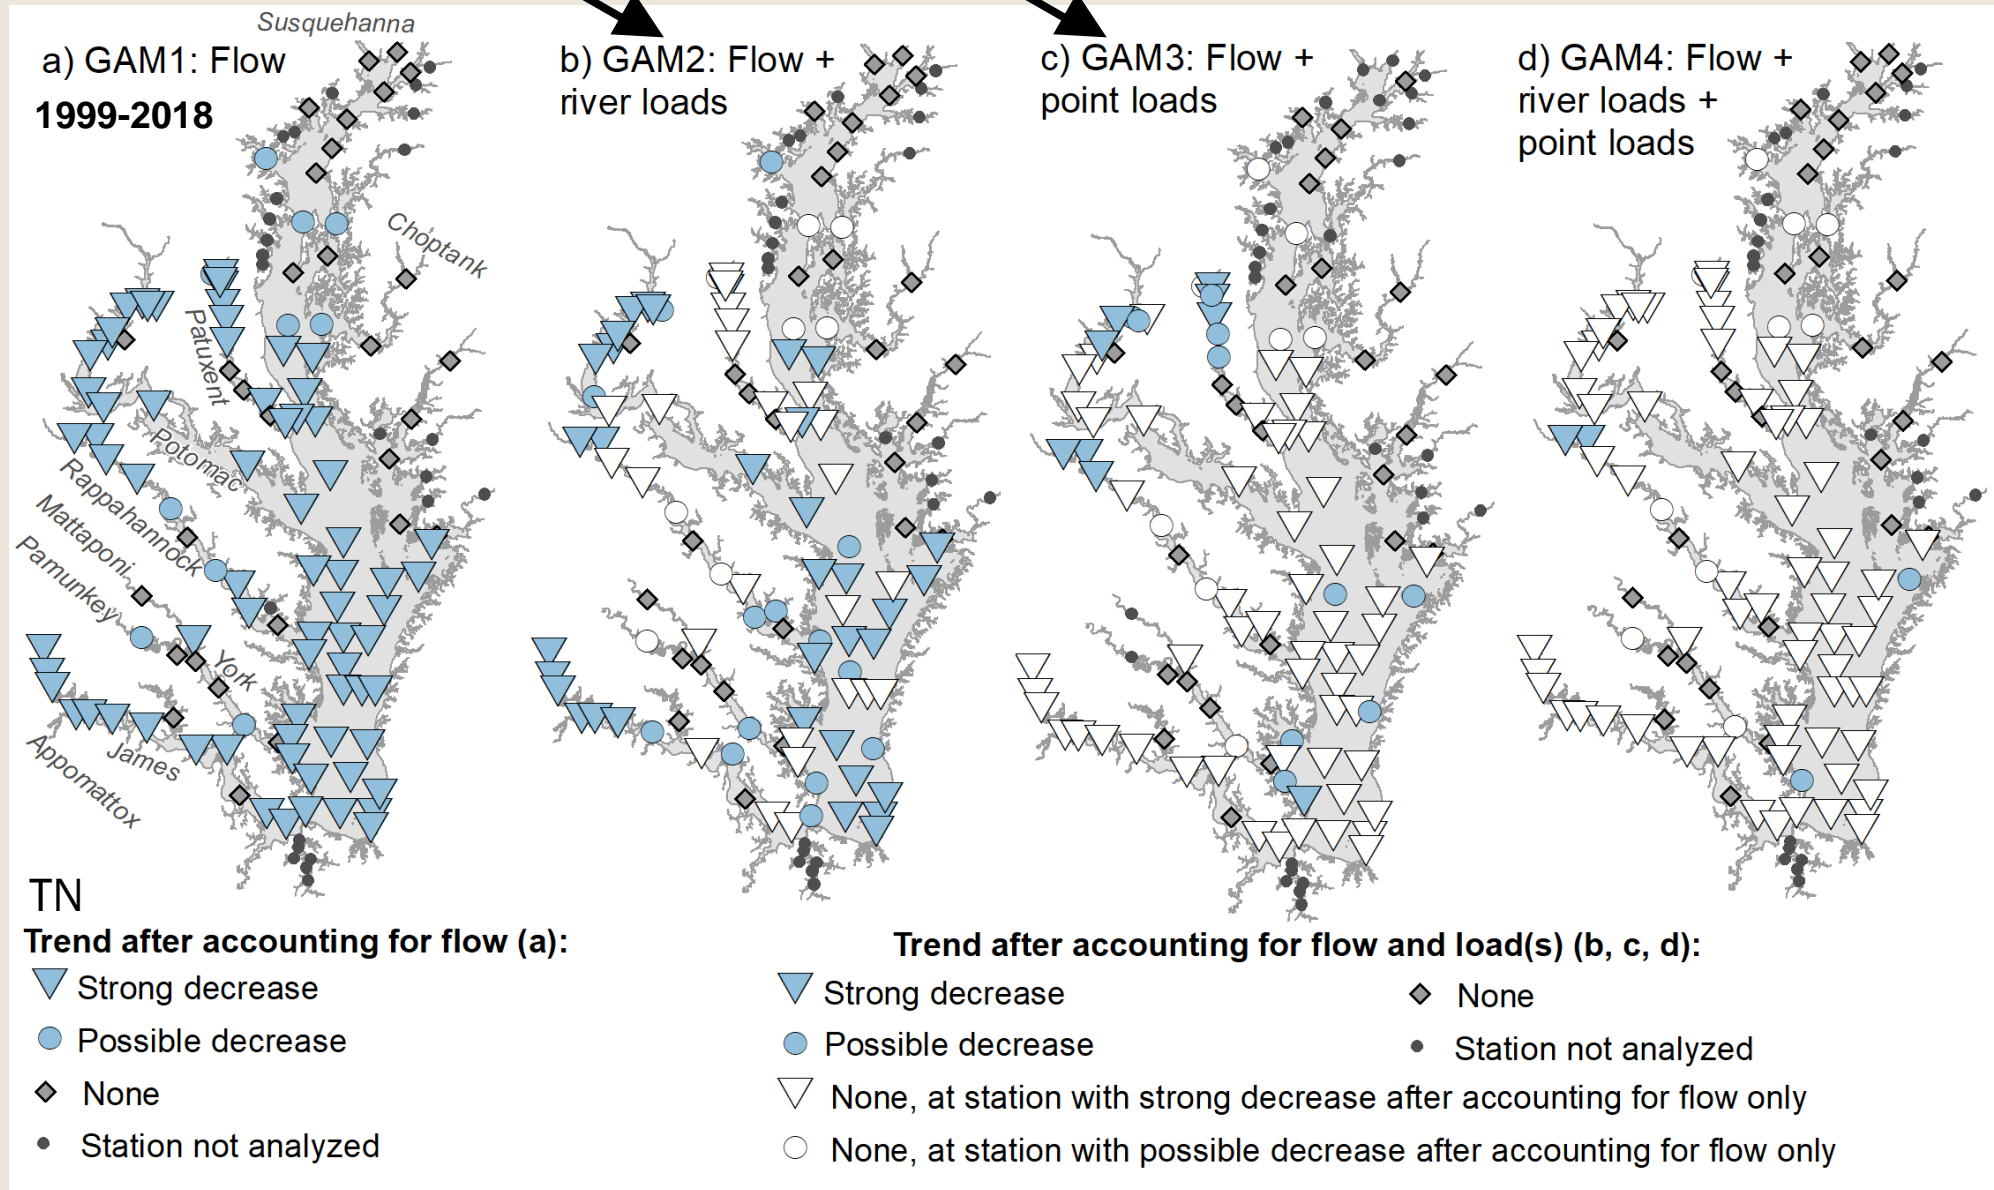 Susquehanna
a) GAM1: Flow
1999-2018
b) GAM2: Flow +
river loads
c) GAM3: Flow +
point loads
d) GAM4: Flow +
river loads +
point loads
Choptank
Patuxent
Potomac
Rappahannock
Mattaponi
Pamunkey
York
James
Appomattox
TN
Trend after accounting for flow (a):
Strong decrease
Possible decrease
None
Station not analyzed
Trend after accounting for flow and load(s) (b, c, d):
Strong decrease
Possible decrease
None, at station with strong decrease after accounting for flow only
None, at station with possible decrease after accounting for flow only
None
Station not analyzed